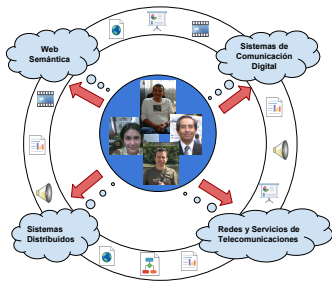 Web
Semántica
Sistemas de
Comunicación
Digital
Sistemas
Distribuidos
Redes y Servicios de
Telecomunicaciones